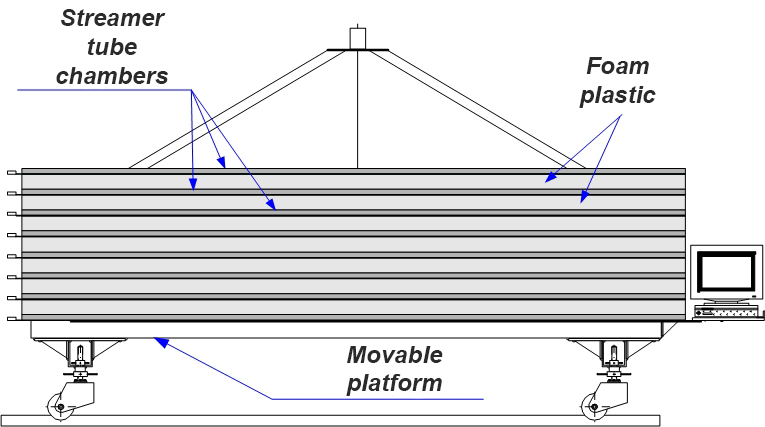 Streamer
tube
chambers
Foam
plastic
Movable
platform